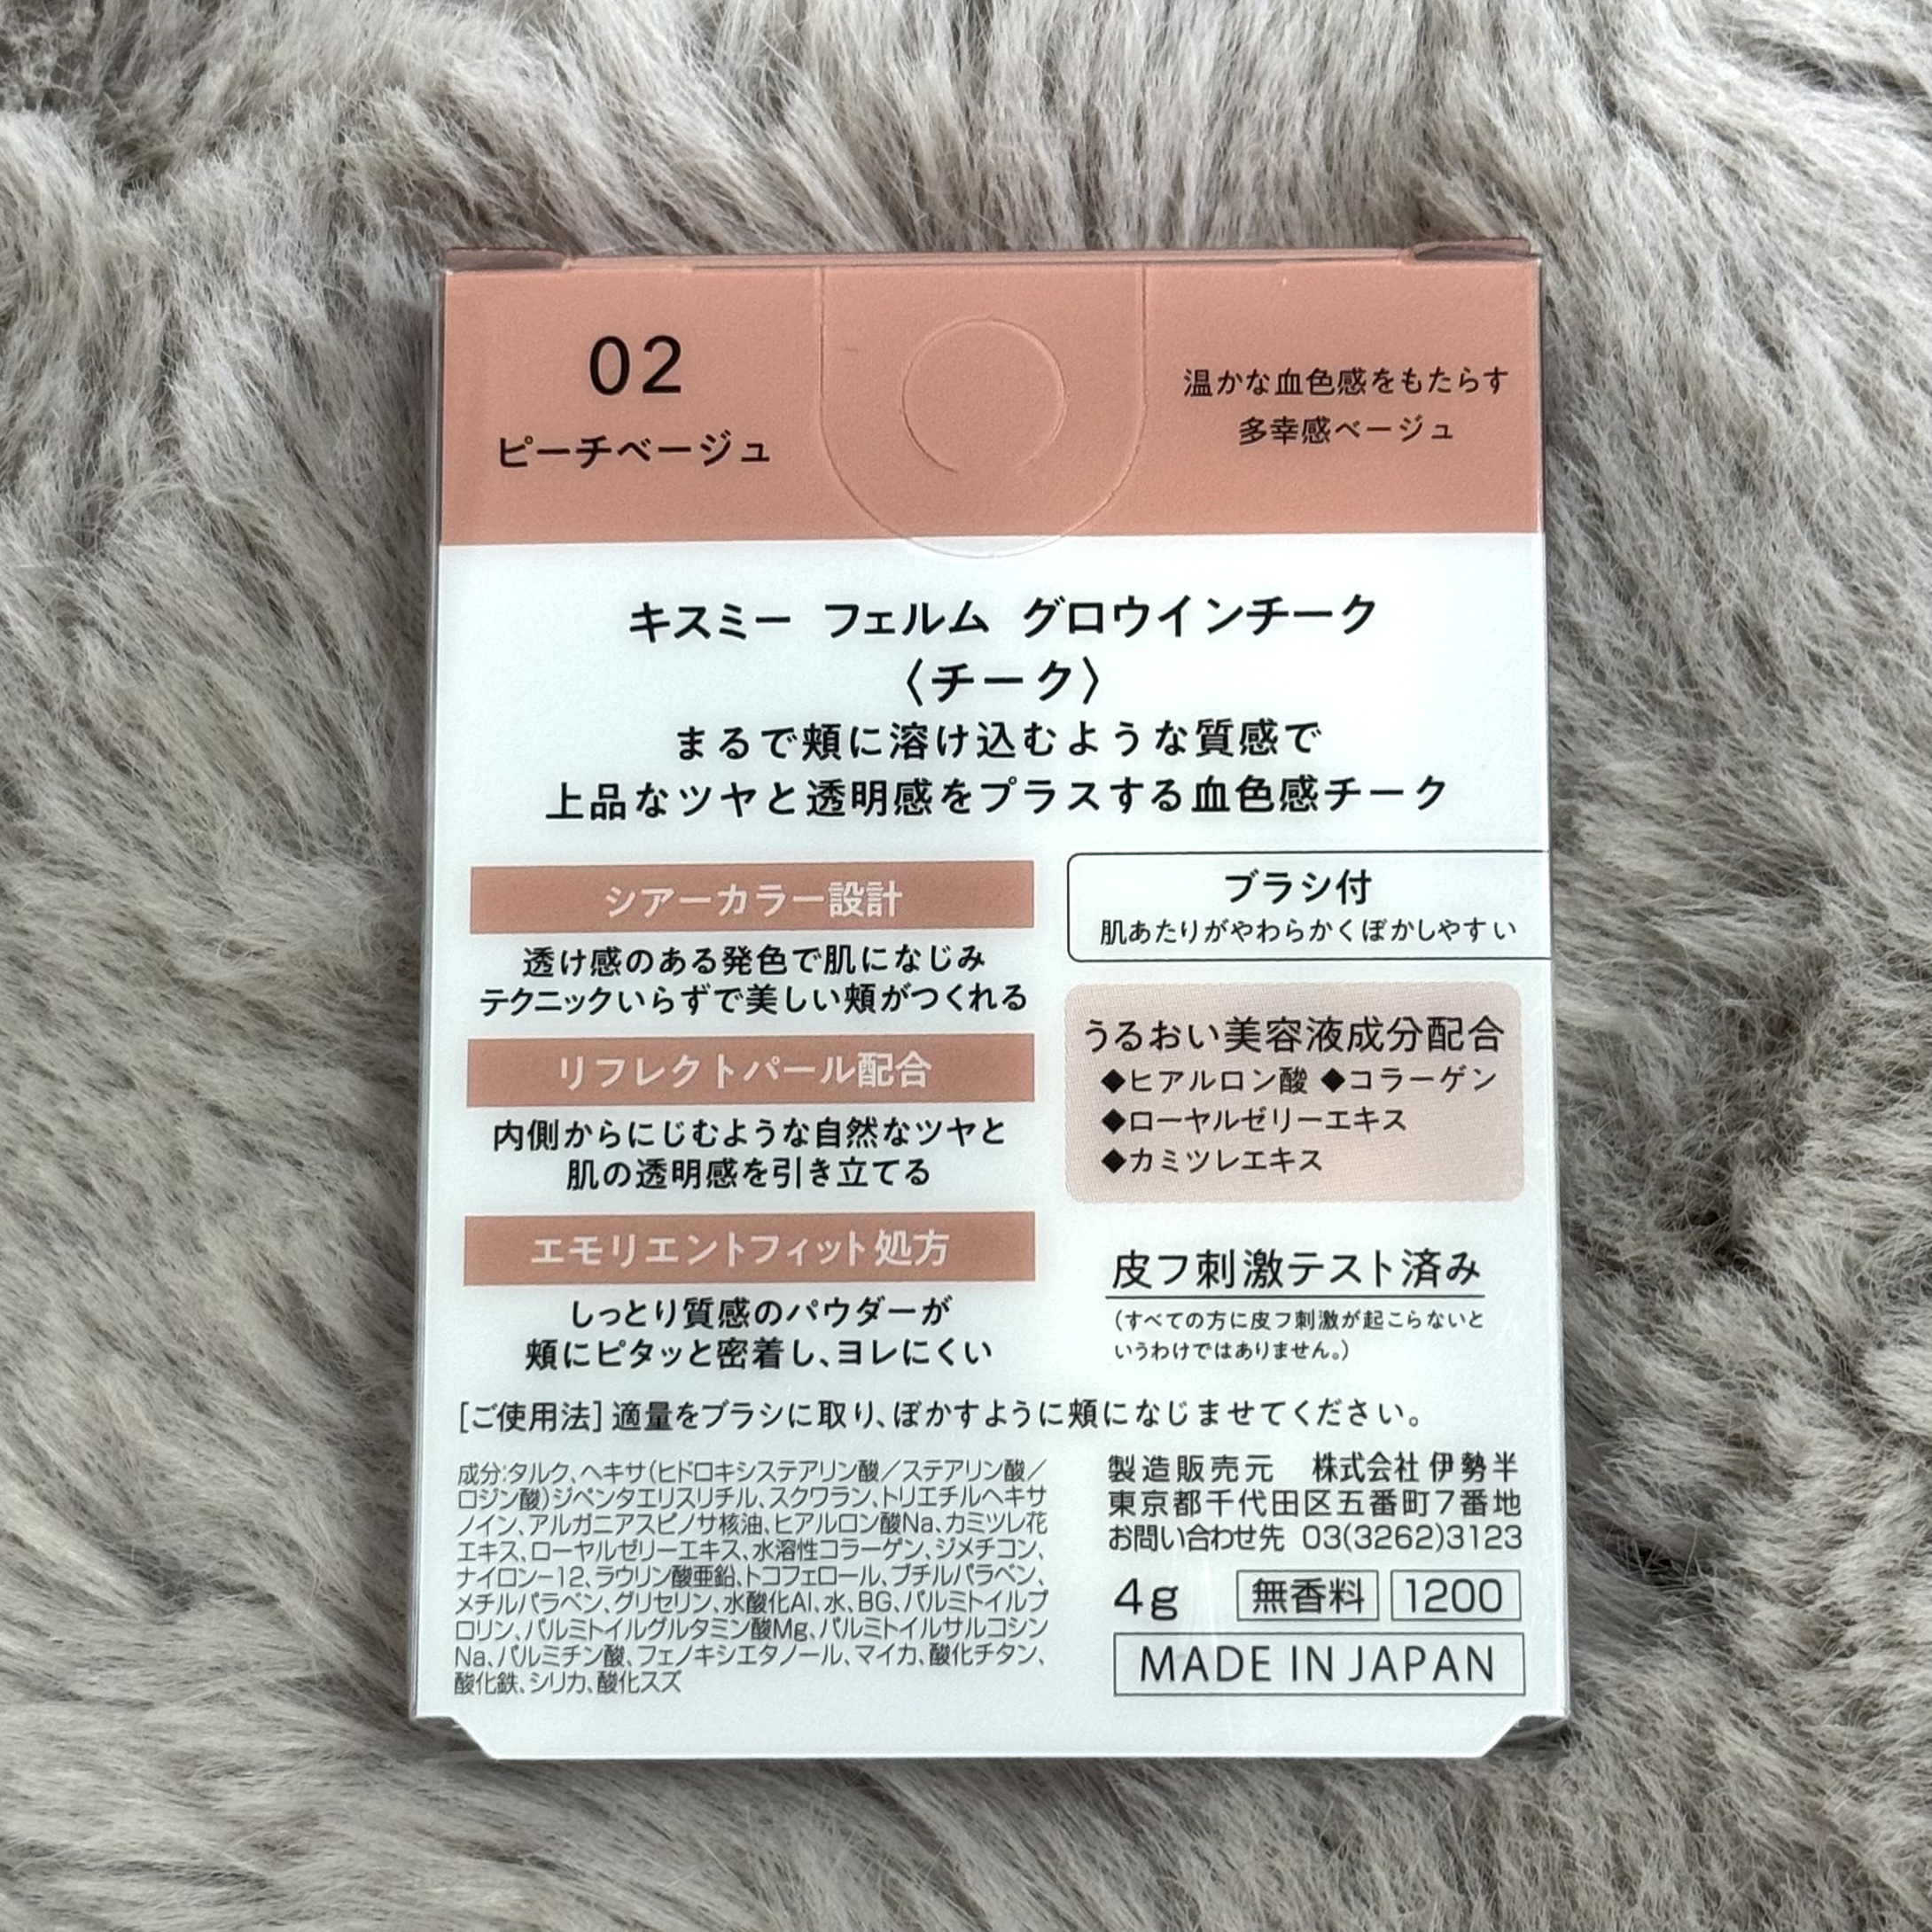 02
ピーチベージュ
温かな血色感をもたらす
多幸感ベージュ
キスミー フェルム グロウインチーク
〈チーク〉
まるで頬に溶け込むような質感で
上品なツヤと透明感をプラスする血色感チーク
シアーカラー設計
透け感のある発色で肌になじみ
テクニックいらずで美しい頬がつくれる
リフレクトパール配合
内側からにじむような自然なツヤと
肌の透明感を引き立てる
エモリエントフィット処方
しっとり質感のパウダーが
頬にピタッと密着し、ヨレにくい
ブラシ付
肌あたりがやわらかくぼかしやすい
うるおい美容液成分配合
◆ヒアルロン酸 ◆コラーゲン
◆ローヤルゼリーエキス
◆カミツレエキス
皮フ刺激テスト済み
(すべての方に皮フ刺激が起こらないと
いうわけではありません。)
[ご使用法] 適量をブラシに取り、ぼかすように頬になじませてください。
成分:タルク、ヘキサ(ヒドロキシステアリン酸/ステアリン酸/
ロジン酸)ジペンタエリスリチル、スクワラン、トリエチルヘキサ
ノイン、アルガニアスピノサ核油、ヒアルロン酸Na、カミツレ花
エキス、ローヤルゼリーエキス、水溶性コラーゲン、ジメチコン、
ナイロン-12、ラウリン酸亜鉛、トコフェロール、ブチルパラベン、
メチルパラベン、グリセリン、水酸化Al、水、BG、パルミトイルプ
ロリン、パルミトイルグルタミン酸Mg、パルミトイルサルコシン
Na、パルミチン酸、フェノキシエタノール、マイカ、酸化チタン、
酸化鉄、シリカ、酸化スズ
製造販売元 株式会社 伊勢半
東京都千代田区五番町7番地
お問い合わせ先 03(3262)3123
4g 無香料 1200
MADE IN JAPAN